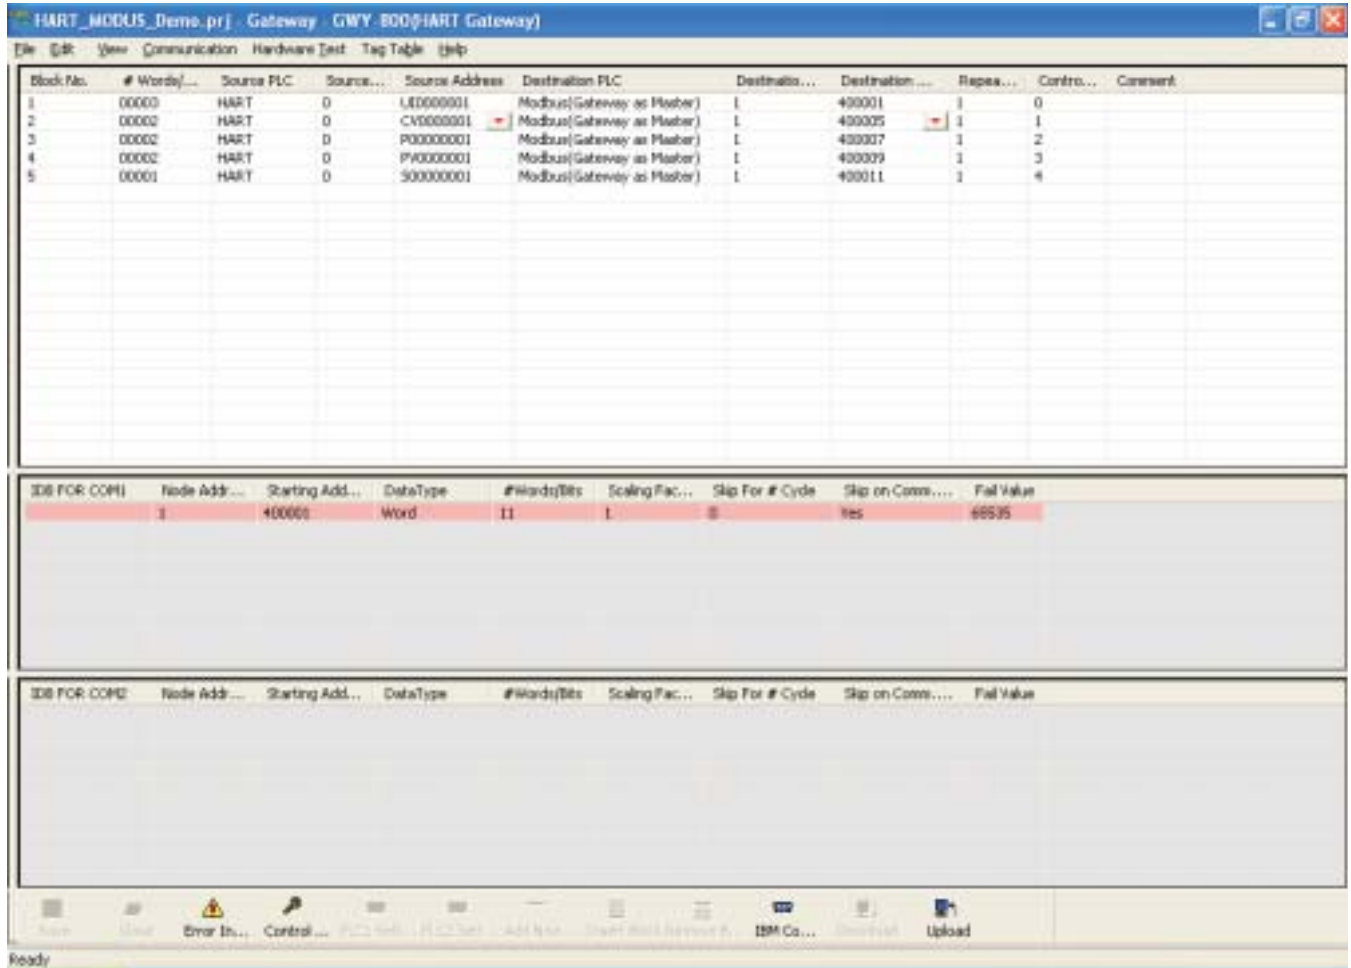 HART_MODUS_Demo.prj - Gateway - GWY-800(HART Gateway)
File Edit View Communication Hardware Test Tag Table Help
Block No. # Words/... Source PLC Source... Source Address Destination PLC Destinatio... Destination ... Repea... Contro... Comment
1 00003 HART 0 UI0000001 Modbus(Gateway as Master) 1 400001 1 0
2 00002 HART 0 CV0000001 Modbus(Gateway as Master) 1 400005 1 1
3 00002 HART 0 P00000001 Modbus(Gateway as Master) 1 400007 1 2
4 00002 HART 0 PV0000001 Modbus(Gateway as Master) 1 400009 1 3
5 00001 HART 0 S00000001 Modbus(Gateway as Master) 1 400011 1 4
IDB FOR COM1 Node Addr... Starting Add... DataType #Words/Bits Scaling Fac... Skip For # Cycle Skip on Comm.... Fail Value
1 400001 Word 11 1 0 Yes 65535
IDB FOR COM2 Node Addr... Starting Add... DataType #Words/Bits Scaling Fac... Skip For # Cycle Skip on Comm.... Fail Value
Error In... Control ... Add New IBM Co... Download Upload
Ready